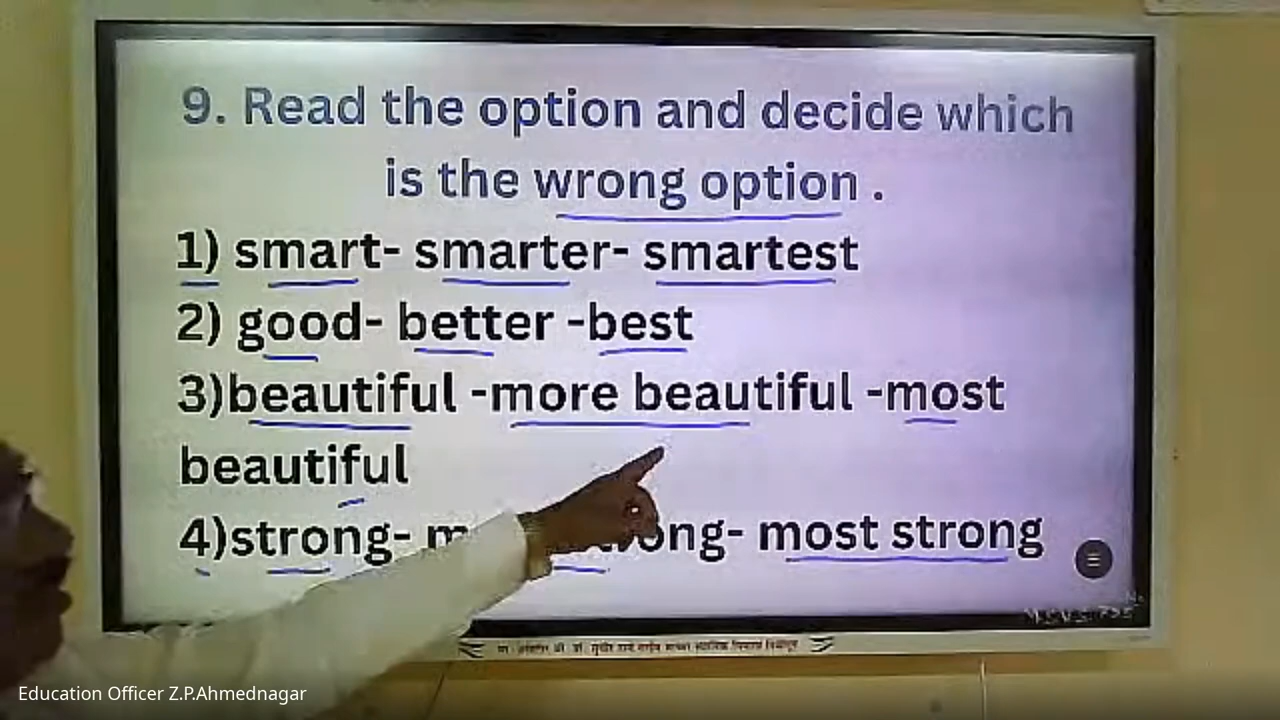 9. Read the option and decide which
is the wrong option .
1) smart- smarter- smartest
2) good- better -best
3)beautiful -more beautiful -most
beautiful
4)strong- most strong
Education Officer Z.P.Ahmednagar